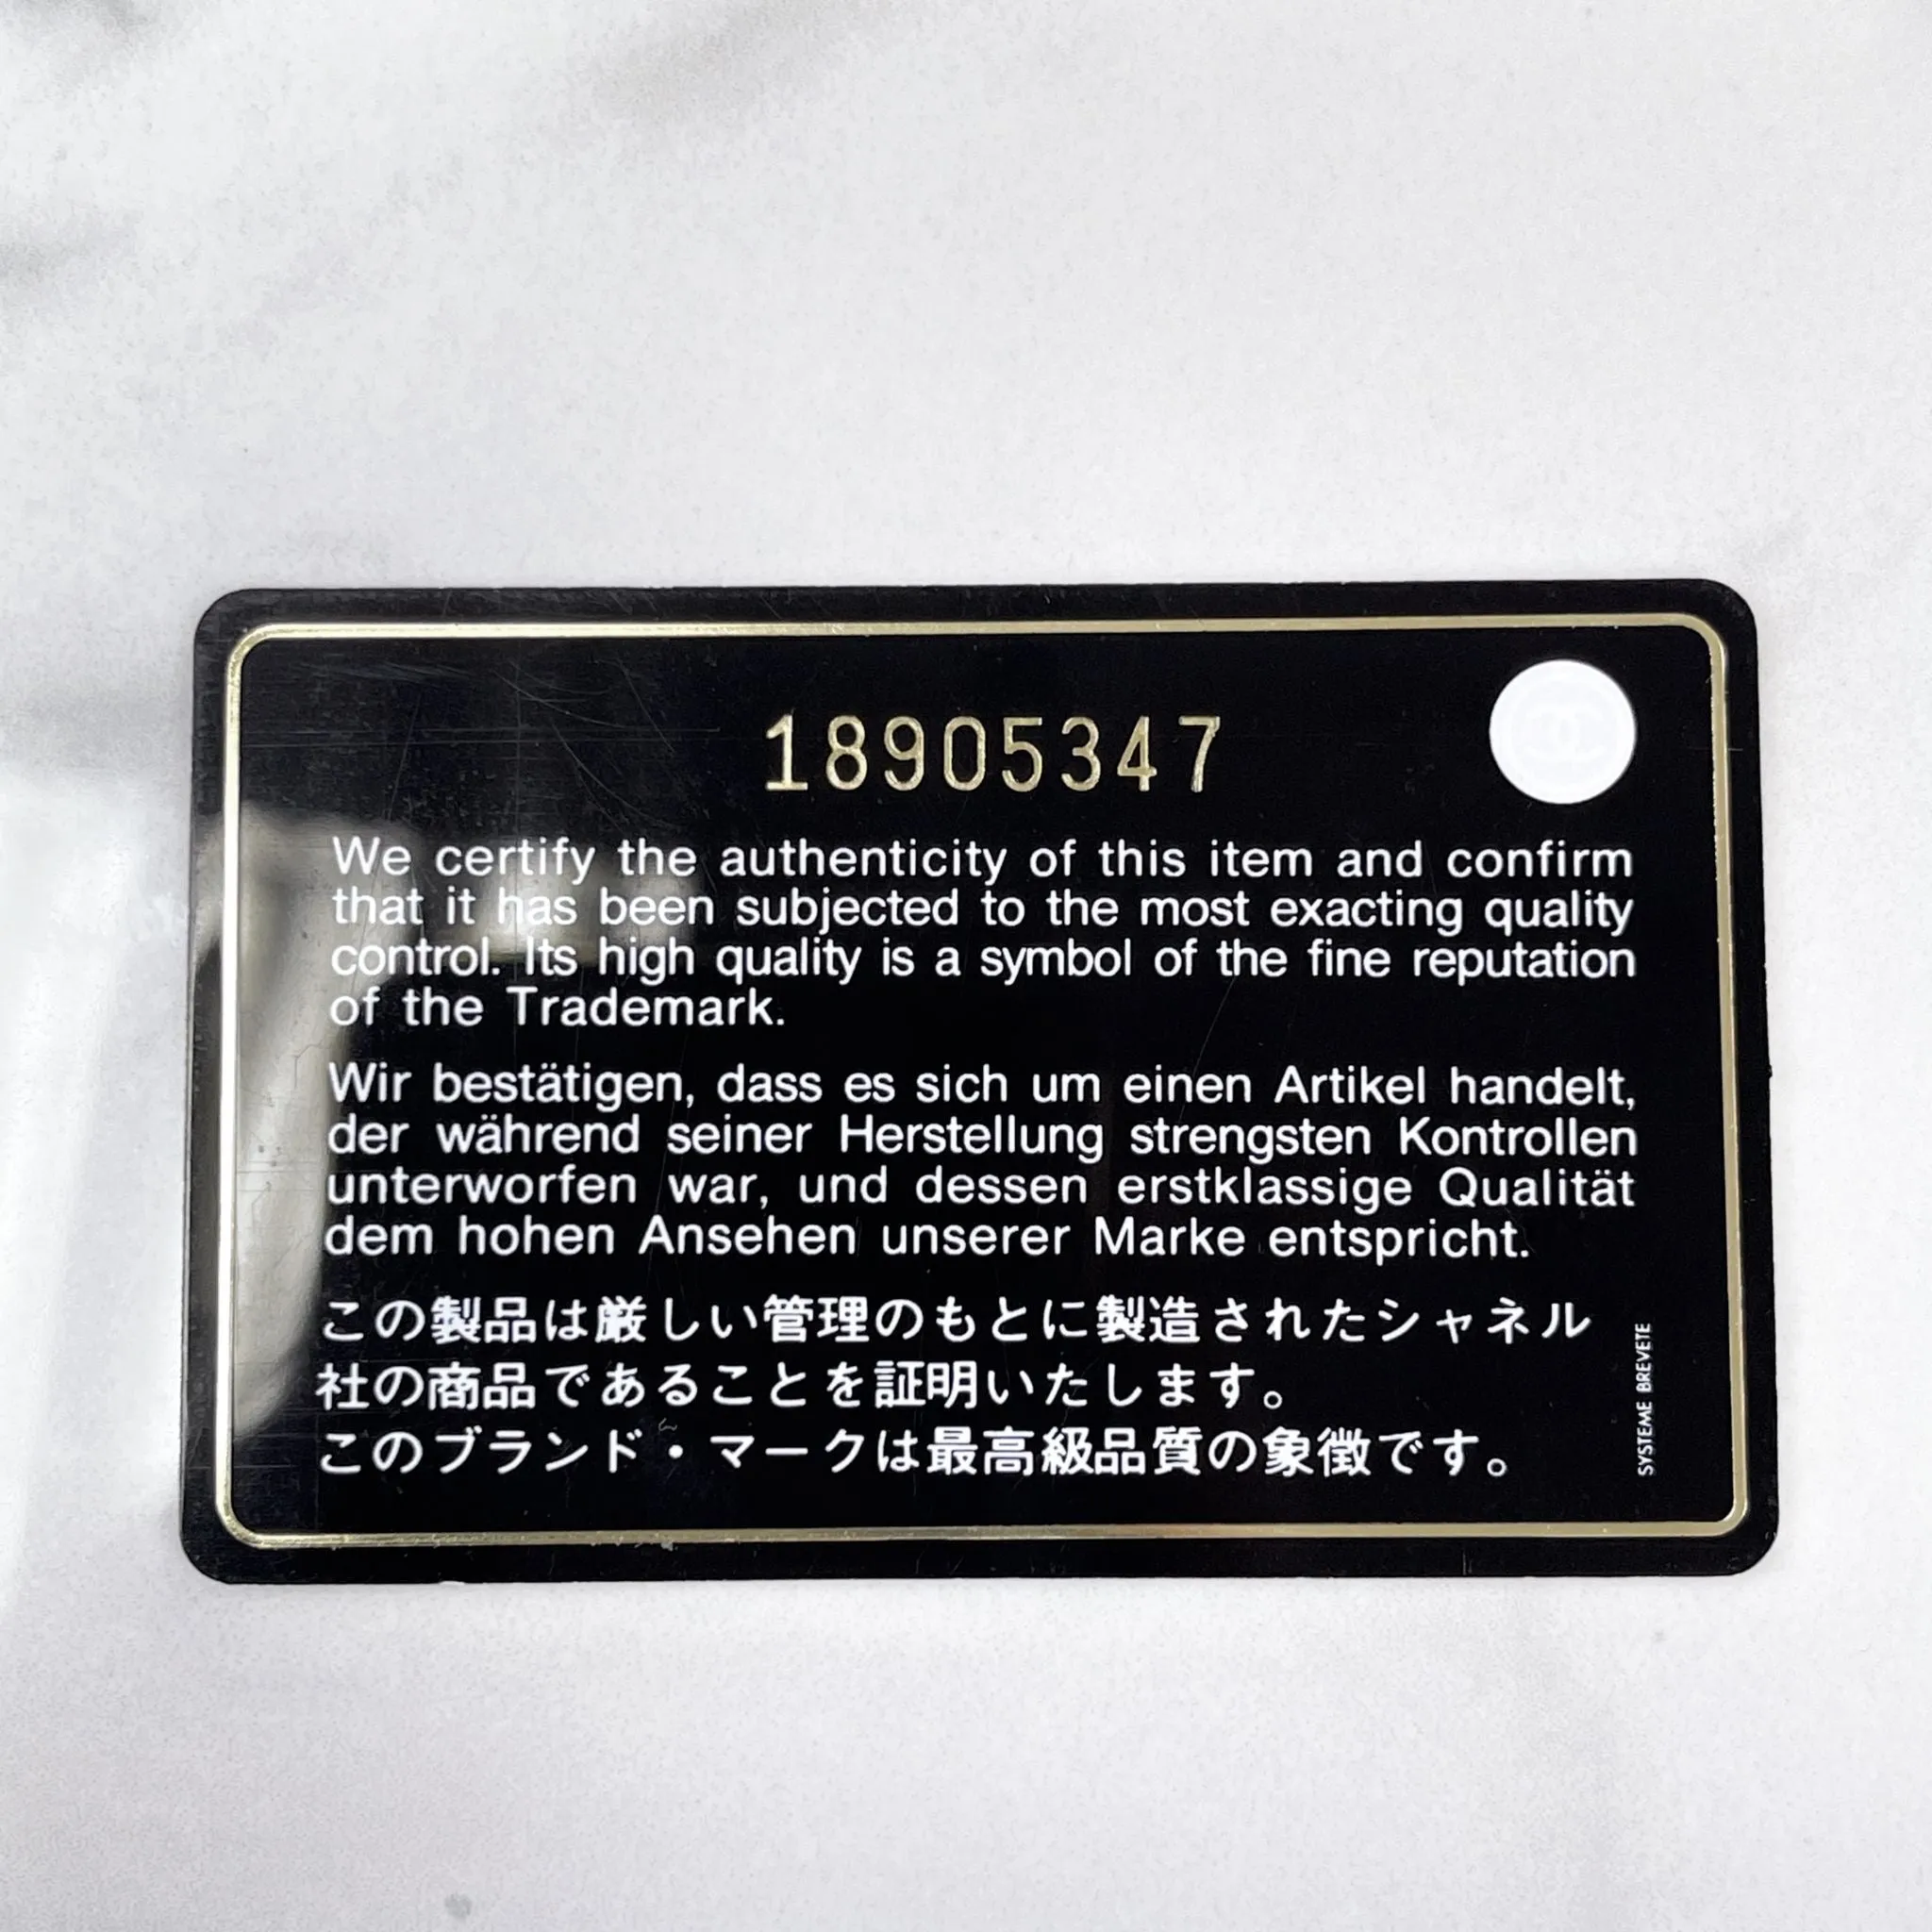 18905347
We certify the authenticity of this item and confirm
that it has been subjected to the most exacting quality
control. Its high quality is a symbol of the fine reputation
of the Trademark.
Wir bestätigen, dass es sich um einen Artikel handelt,
der während seiner Herstellung strengsten Kontrollen
unterworfen war, und dessen erstklassige Qualität
dem hohen Ansehen unserer Marke entspricht.
この製品は厳しい管理のもとに製造されたシャネル
社の商品であることを証明いたします。
このブランド・マークは最高級品質の象徴です。
SYSTEME BREVETE